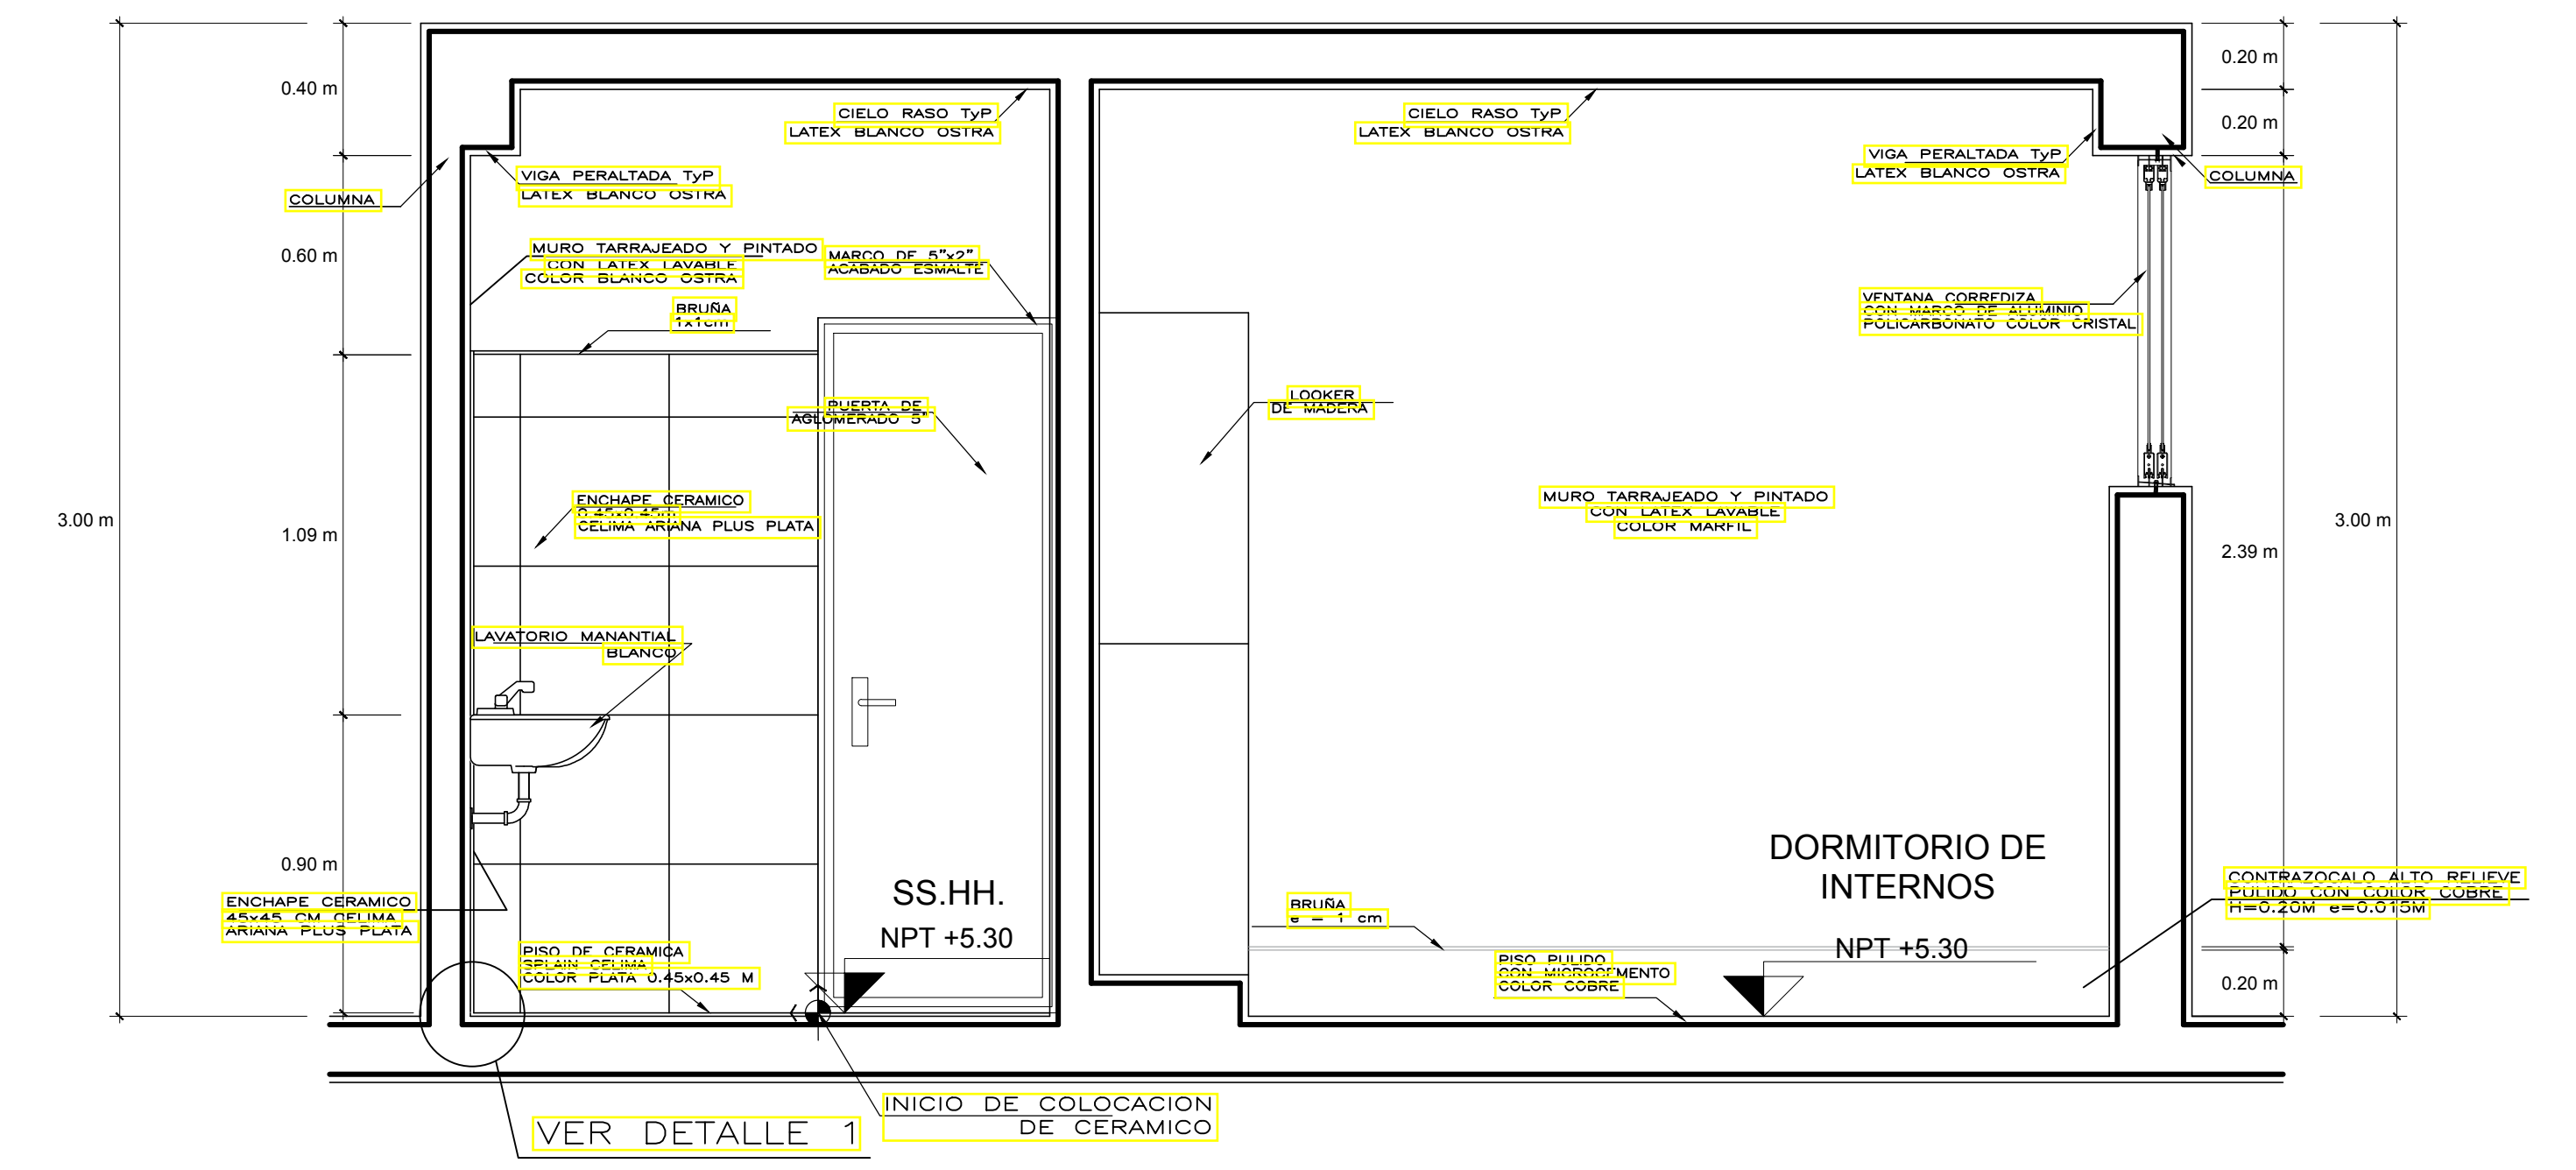 0.20 m
0.40 m
CIELO RASO TyP
LATEX BLANCO OSTRA
CIELO RASO TyP
LATEX BLANCO OSTRA
0.20 m
VIGA PERALTADA TyP
LATEX BLANCO OSTRA
COLUMNA
VIGA PERALTADA TyP
LATEX BLANCO OSTRA
COLUMNA
0.60 m
MURO TARRAJEADO Y PINTADO
CON LATEX LAVABLE
COLOR BLANCO OSTRA
MARCO DE 5”x2”
ACABADO ESMALTE
VENTANA CORREDIZA
CON MARCO DE ALUMINIO
POLICARBONATO COLOR CRISTAL
BRUÑA
1x1cm
PUERTA DE
AGLOMERADO 5”
LOOKER
DE MADERA
ENCHAPE CERAMICO
0.45x0.45m
CELIMA ARIANA PLUS PLATA
MURO TARRAJEADO Y PINTADO
CON LATEX LAVABLE
COLOR MARFIL
3.00 m
1.09 m
2.39 m
3.00 m
LAVATORIO MANANTIAL
BLANCO
0.90 m
ENCHAPE CERAMICO
45x45 CM CELIMA
ARIANA PLUS PLATA
SS.HH.
NPT +5.30
DORMITORIO DE
INTERNOS
NPT +5.30
BRUÑA
e = 1 cm
CONTRAZOCALO ALTO RELIEVE
PULIDO CON COLOR COBRE
H=0.20M e=0.015M
PISO DE CERAMICA
SPLAIN CELIMA
COLOR PLATA 0.45x0.45 M
PISO PULIDO
CON MICROCEMENTO
COLOR COBRE
0.20 m
INICIO DE COLOCACION
DE CERAMICO
VER DETALLE 1